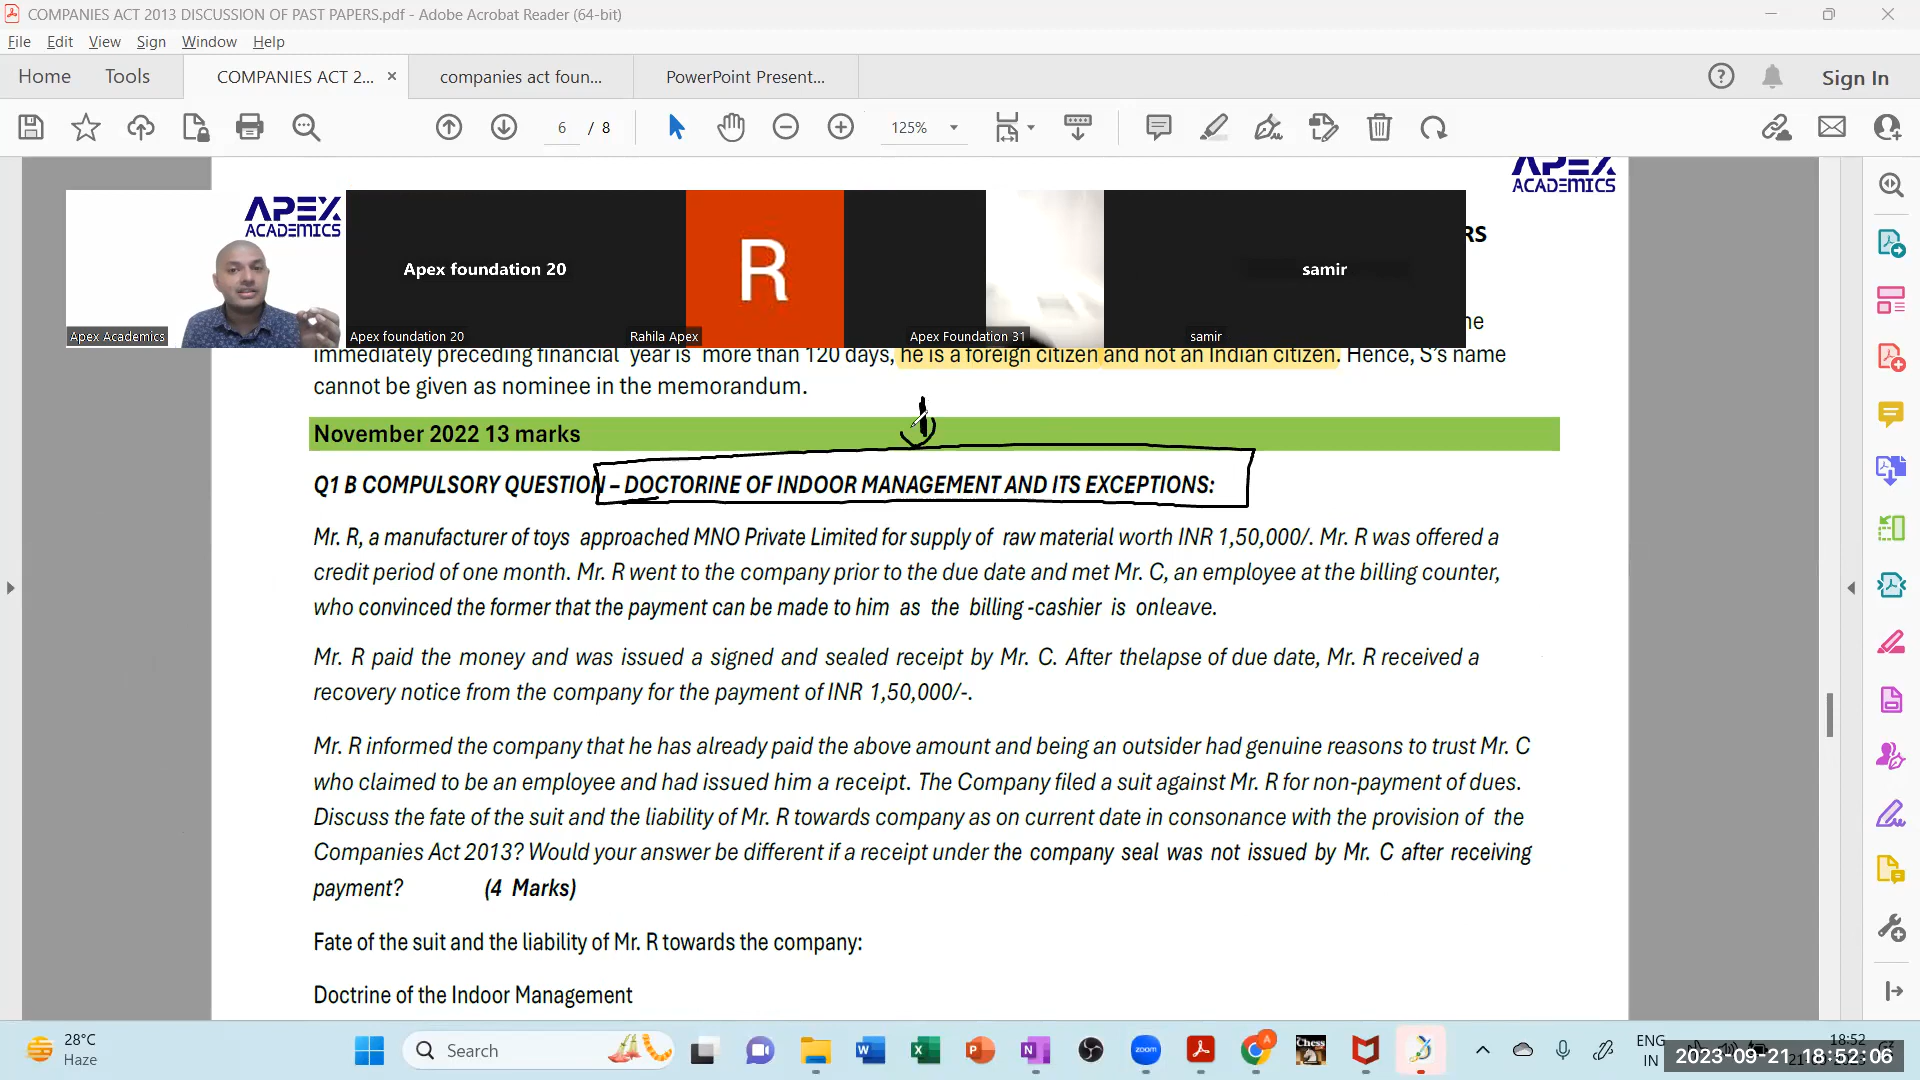 COMPANIES ACT 2013 DISCUSSION OF PAST PAPERS.pdf - Adobe Acrobat Reader (64-bit)
File Edit View Sign Window Help
Home Tools COMPANIES ACT 2... × companies act foun... PowerPoint Present... Sign In
6 / 8 125%
APEX
ACADEMICS
APEX
ACADEMICS
RS
Apex foundation 20
R
samir
Apex Academics
Apex foundation 20
Rahila Apex
Apex Foundation 31
samir
immediately preceding financial year is more than 120 days, he is a foreign citizen and not an Indian citizen. Hence, S's name
cannot be given as nominee in the memorandum.
November 2022 13 marks
Q1 B COMPULSORY QUESTION – DOCTORINE OF INDOOR MANAGEMENT AND ITS EXCEPTIONS:
Mr. R, a manufacturer of toys approached MNO Private Limited for supply of raw material worth INR 1,50,000/. Mr. R was offered a
credit period of one month. Mr. R went to the company prior to the due date and met Mr. C, an employee at the billing counter,
who convinced the former that the payment can be made to him as the billing -cashier is onleave.
Mr. R paid the money and was issued a signed and sealed receipt by Mr. C. After thelapse of due date, Mr. R received a
recovery notice from the company for the payment of INR 1,50,000/-.
Mr. R informed the company that he has already paid the above amount and being an outsider had genuine reasons to trust Mr. C
who claimed to be an employee and had issued him a receipt. The Company filed a suit against Mr. R for non-payment of dues.
Discuss the fate of the suit and the liability of Mr. R towards company as on current date in consonance with the provision of the
Companies Act 2013? Would your answer be different if a receipt under the company seal was not issued by Mr. C after receiving
payment? (4 Marks)
Fate of the suit and the liability of Mr. R towards the company:
Doctrine of the Indoor Management
28°C
Haze
Search
zoom
Chess
ENG
IN
18:52
2023-09-21 18:52:06